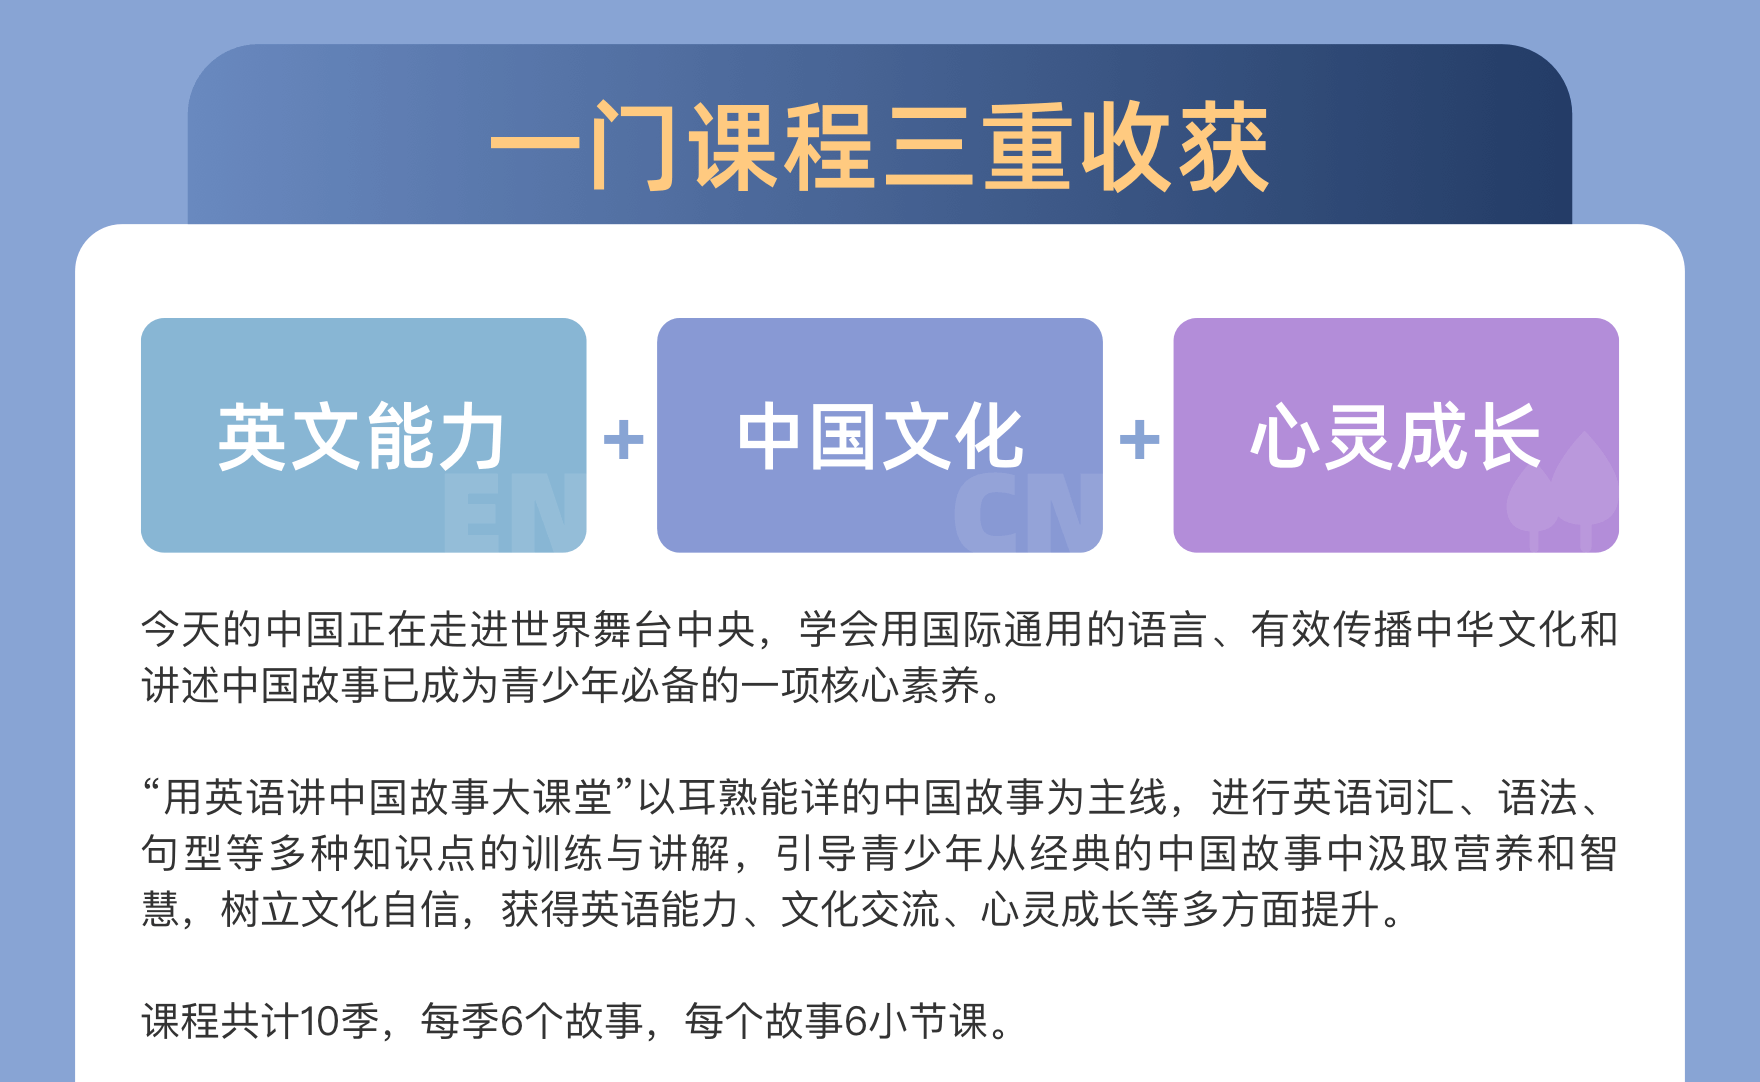 一门课程三重收获
英文能力 + 中国文化 + 心灵成长
EN CN
今天的中国正在走进世界舞台中央，学会用国际通用的语言、有效传播中华文化和
讲述中国故事已成为青少年必备的一项核心素养。
“用英语讲中国故事大课堂”以耳熟能详的中国故事为主线，进行英语词汇、语法、
句型等多种知识点的训练与讲解，引导青少年从经典的中国故事中汲取营养和智
慧，树立文化自信，获得英语能力、文化交流、心灵成长等多方面提升。
课程共计10季，每季6个故事，每个故事6小节课。